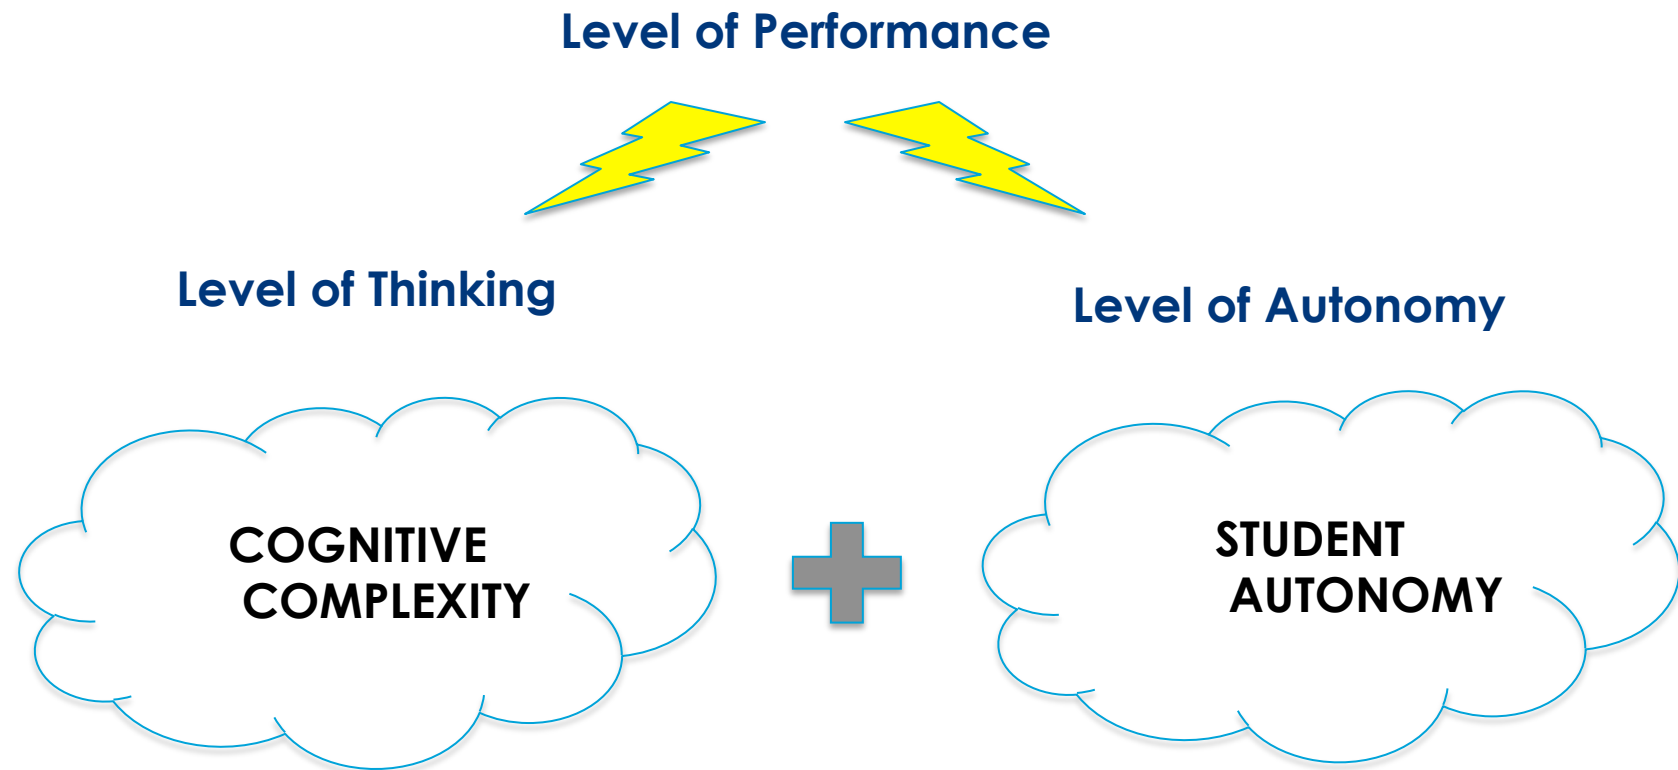 Level of Performance
Level of Thinking
Level of Autonomy
COGNITIVE
COMPLEXITY
STUDENT
AUTONOMY